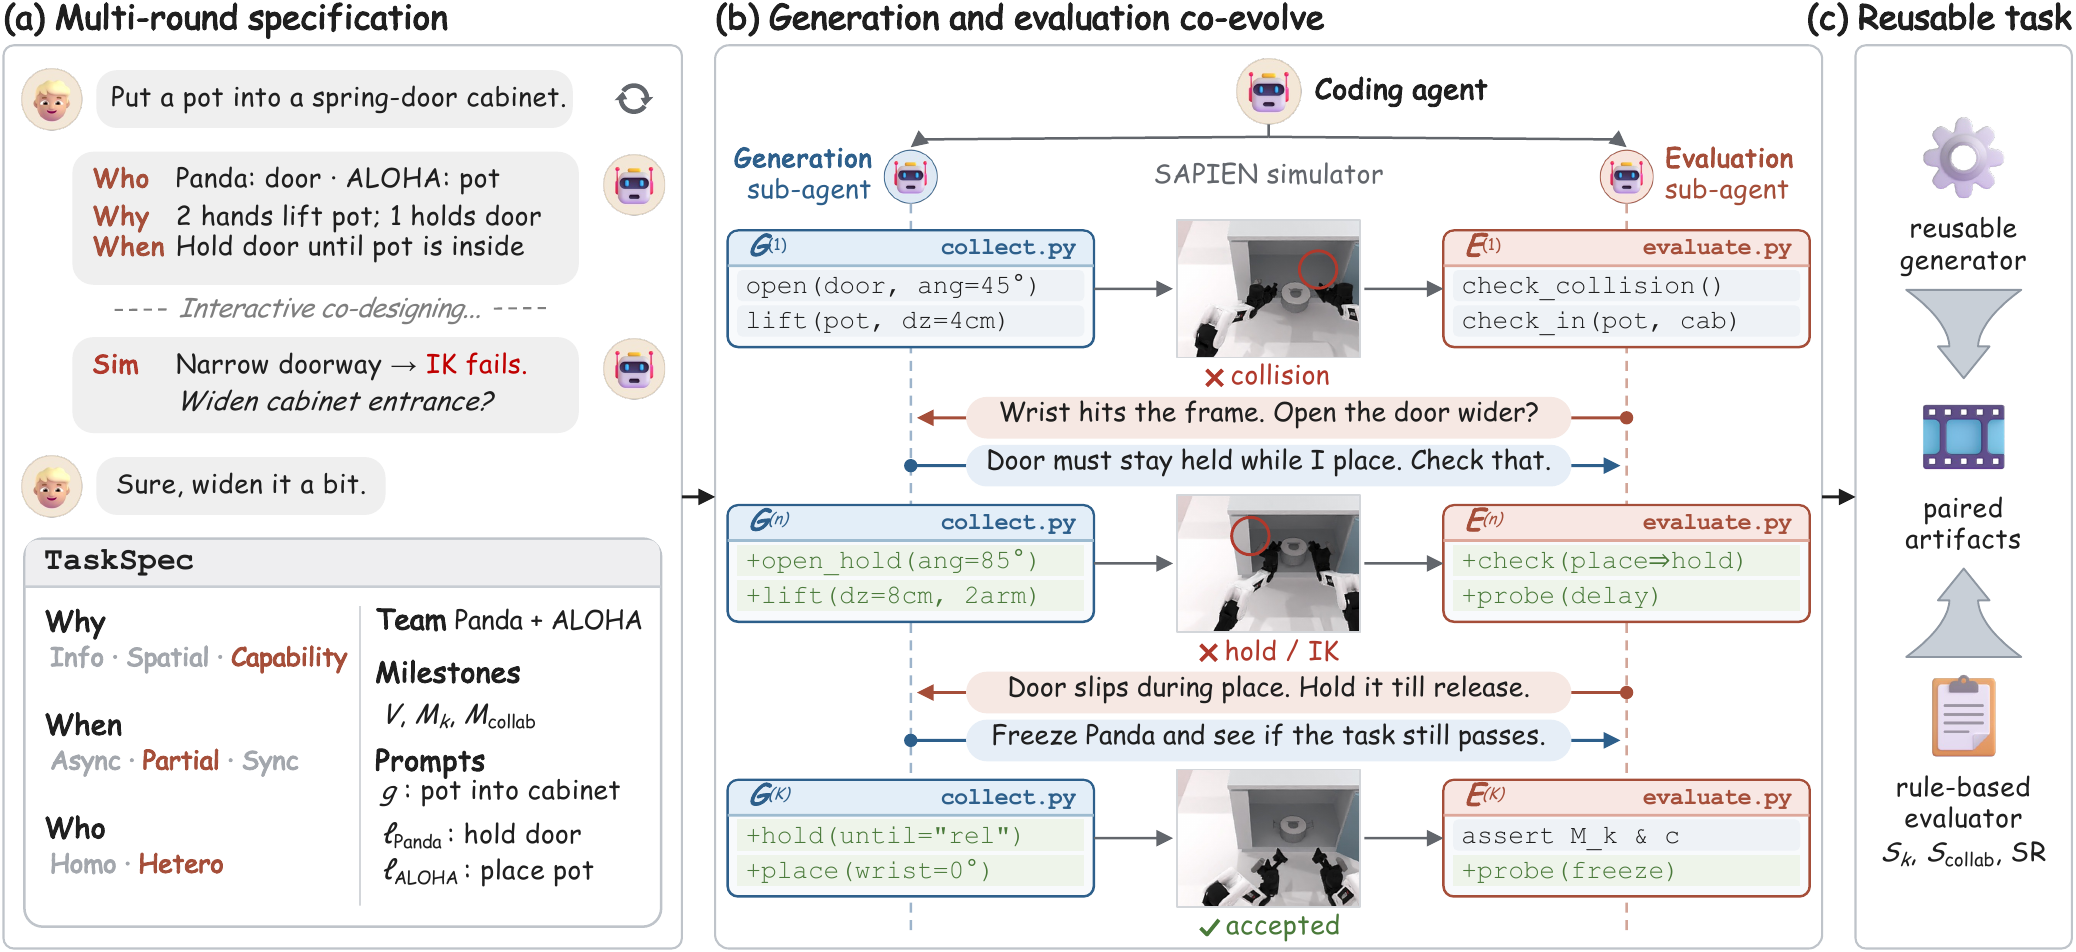 (a) Multi-round specification
Put a pot into a spring-door cabinet.
Who Panda: door · ALOHA: pot
Why 2 hands lift pot; 1 holds door
When Hold door until pot is inside
---- Interactive co-designing... ----
Sim Narrow doorway → IK fails.
Widen cabinet entrance?
Sure, widen it a bit.
TaskSpec
Why
Info · Spatial · Capability
When
Async · Partial · Sync
Who
Homo · Hetero
Team Panda + ALOHA
Milestones
V, M_k, M_collab
Prompts
g : pot into cabinet
ℓ_Panda : hold door
ℓ_ALOHA : place pot
(b) Generation and evaluation co-evolve
Coding agent
Generation
sub-agent
SAPIEN simulator
Evaluation
sub-agent
G(1) collect.py
open(door, ang=45°)
lift(pot, dz=4cm)
✗ collision
E(1) evaluate.py
check_collision()
check_in(pot, cab)
Wrist hits the frame. Open the door wider?
Door must stay held while I place. Check that.
G(n) collect.py
+open_hold(ang=85°)
+lift(dz=8cm, 2arm)
✗ hold / IK
E(n) evaluate.py
+check(place⇒hold)
+probe(delay)
Door slips during place. Hold it till release.
Freeze Panda and see if the task still passes.
G(K) collect.py
+hold(until="rel")
+place(wrist=0°)
✓ accepted
E(K) evaluate.py
assert M_k & c
+probe(freeze)
(c) Reusable task
reusable
generator
paired
artifacts
rule-based
evaluator
S_k, S_collab, SR